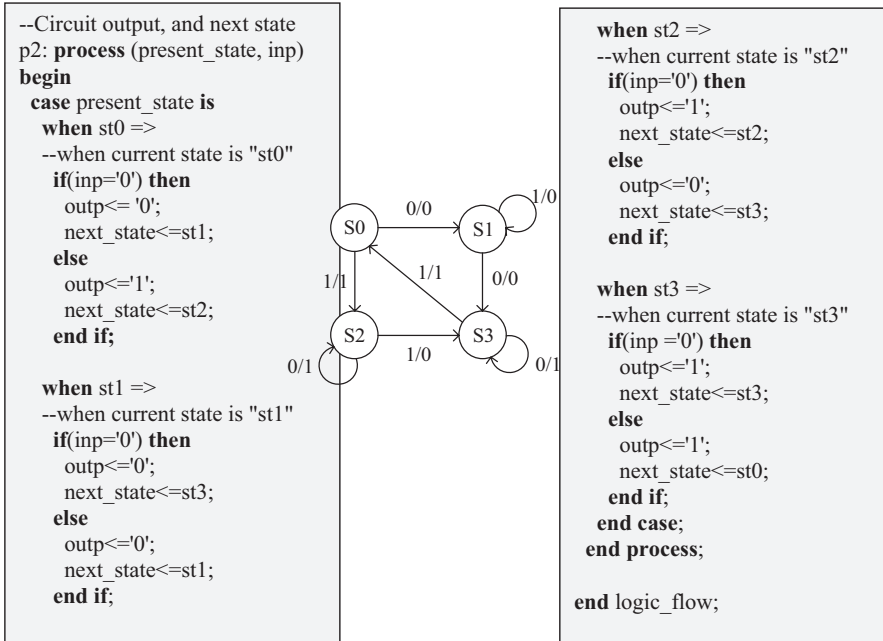 --Circuit output, and next state
p2: process (present_state, inp)
begin
case present_state is
when st0 =>
--when current state is "st0"
if(inp='0') then
outp<= '0';
next_state<=st1;
else
outp<='1';
next_state<=st2;
end if;
when st1 =>
--when current state is "st1"
if(inp='0') then
outp<='0';
next_state<=st3;
else
outp<='0';
next_state<=st1;
end if;
S0
0/0
S1
1/0
1/1
1/1
0/0
S2
1/0
S3
0/1
0/1
when st2 =>
--when current state is "st2"
if(inp='0') then
outp<='1';
next_state<=st2;
else
outp<='0';
next_state<=st3;
end if;
when st3 =>
--when current state is "st3"
if(inp ='0') then
outp<='1';
next_state<=st3;
else
outp<='1';
next_state<=st0;
end if;
end case;
end process;
end logic_flow;